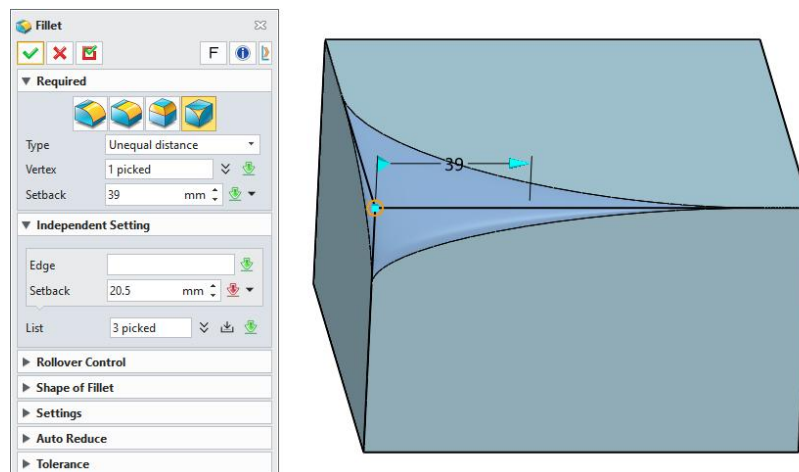 Fillet
F
Required
Type Unequal distance
Vertex 1 picked
Setback 39 mm
Independent Setting
Edge
Setback 20.5 mm
List 3 picked
Rollover Control
Shape of Fillet
Settings
Auto Reduce
Tolerance
39